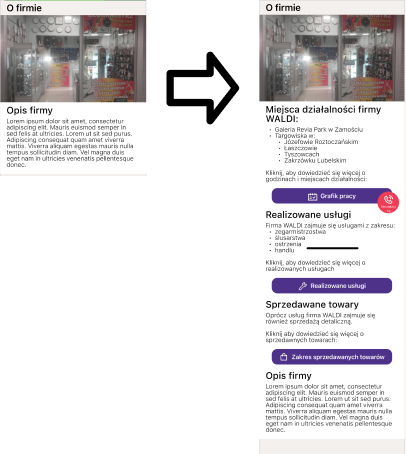 O firmie
Opis firmy
Lorem ipsum dolor sit amet, consectetur
adipiscing elit. Mauris euismod semper in
sed felis at ultricies. Lorem ut sit sed purus.
Adipiscing consequat quam amet viverra
mattis. Viverra aliquam egestas mauris nulla
tempus sollicitudin diam. Vel magna duis
eget nam in ultricies venenatis pellentesque
donec.
O firmie
Miejsca działalności firmy
WALDI:
• Galeria Revia Park w Zamościu
• Targowiska w:
• Józefowie Roztoczańskim
• Łaszczowie
• Tyszowcach
• Zakrzówku Lubelskim
Kliknij, aby dowiedzieć się więcej o
godzinach i miejscach działalności:
Grafik pracy
Realizowane usługi
Firma WALDI zajmuje się usługami z zakresu:
• zegarmistrzostwa
• ślusarstwa
• ostrzenia
• handlu
Kliknij, aby dowiedzieć się więcej o
realizowanych usługach
Realizowane usługi
Sprzedawane towary
Oprócz usług firma WALDI zajmuje się
również sprzedażą detaliczną.
Kliknij aby dowiedzieć się więcej o
sprzedawnych towarach:
Zakres sprzedawanych towarów
Opis firmy
Lorem ipsum dolor sit amet, consectetur
adipiscing elit. Mauris euismod semper in
sed felis at ultricies. Lorem ut sit sed purus.
Adipiscing consequat quam amet viverra
mattis. Viverra aliquam egestas mauris nulla
tempus sollicitudin diam. Vel magna duis
eget nam in ultricies venenatis pellentesque
donec.